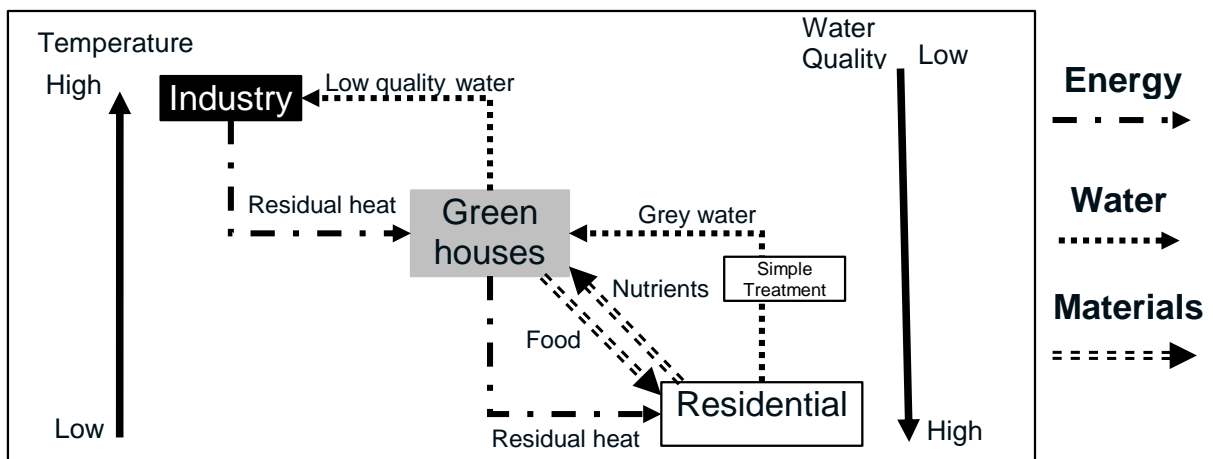 Temperature
High
Low
Industry
Low quality water
Residual heat
Green
houses
Grey water
Simple
Treatment
Nutrients
Food
Residential
Residual heat
Water
Quality
Low
High
Energy
Water
Materials